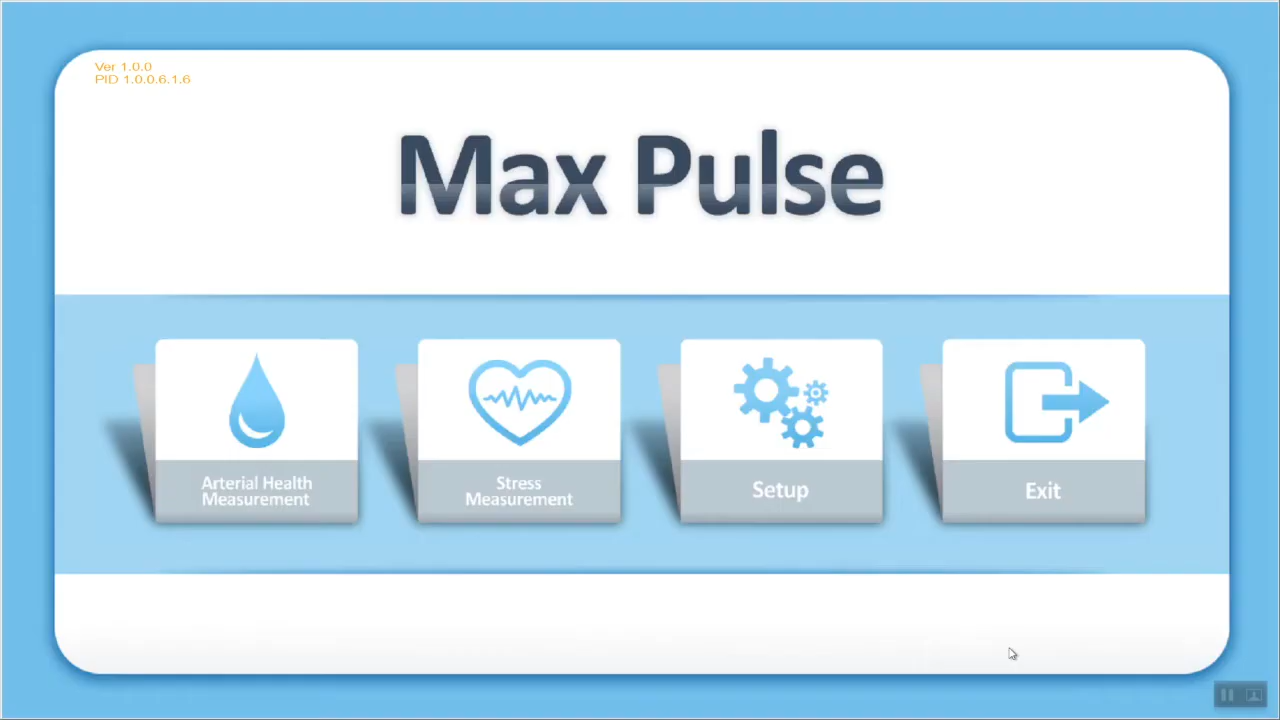 Ver 1.0.0
PID 1.0.0.6.1.6
Max Pulse
Arterial Health
Measurement
Stress
Measurement
Setup
Exit